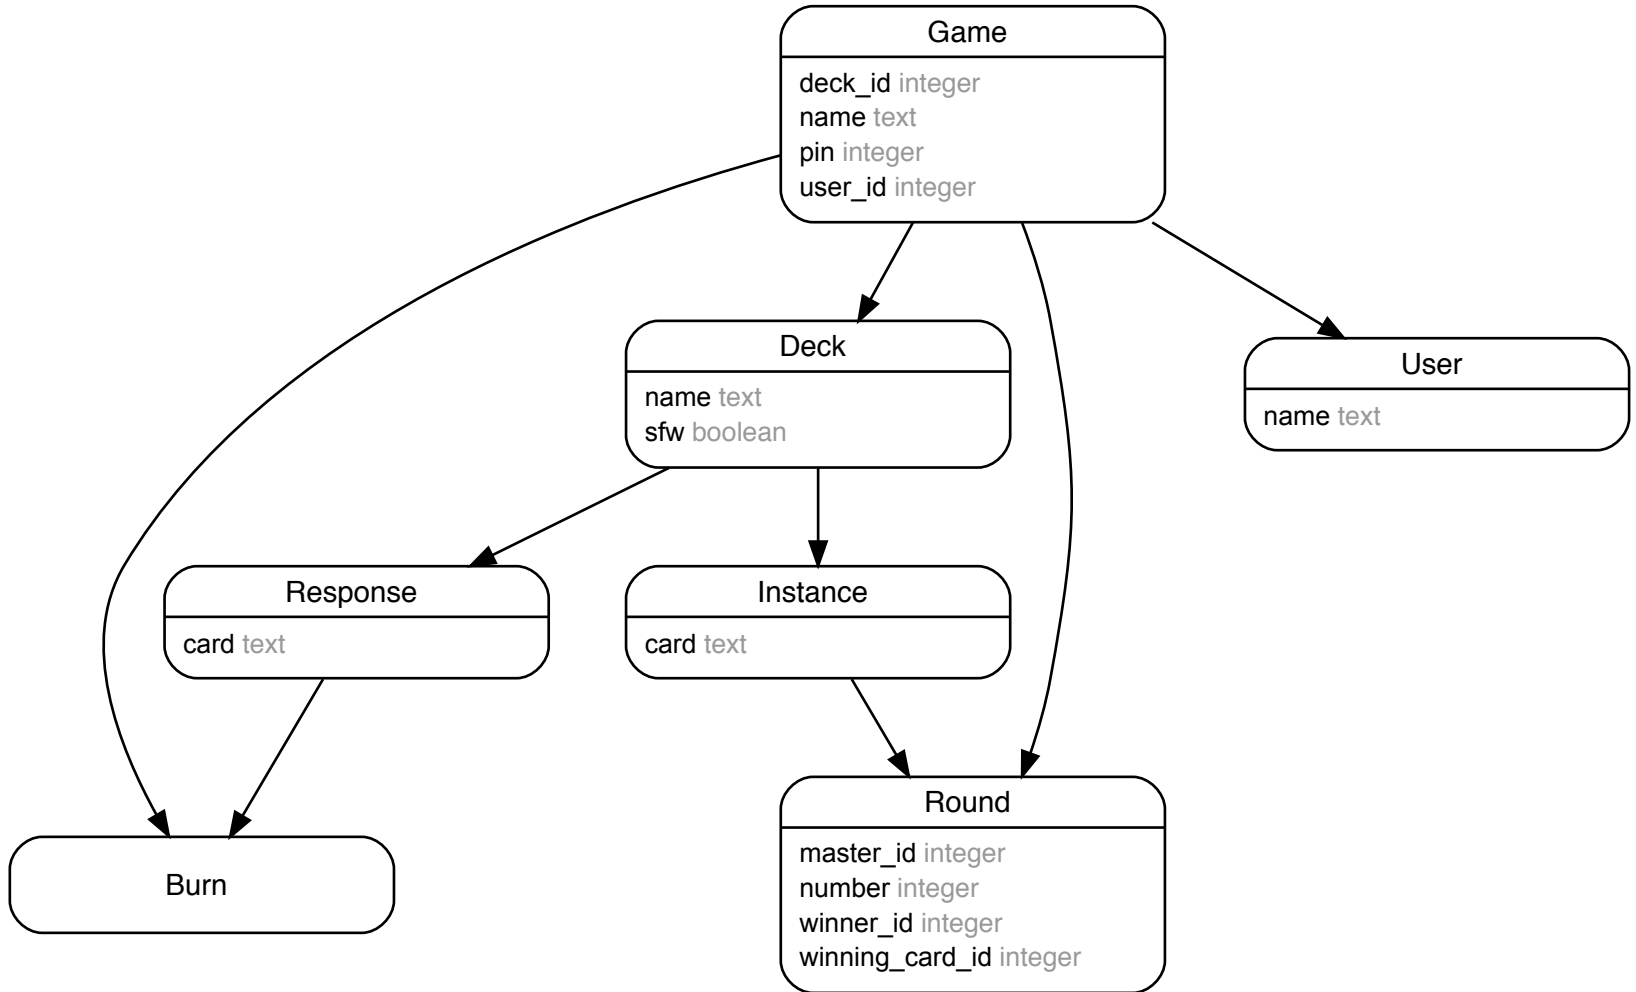 Game
deck_id integer
name text
pin integer
user_id integer
Deck
name text
sfw boolean
User
name text
Response
card text
Instance
card text
Round
master_id integer
number integer
winner_id integer
winning_card_id integer
Burn